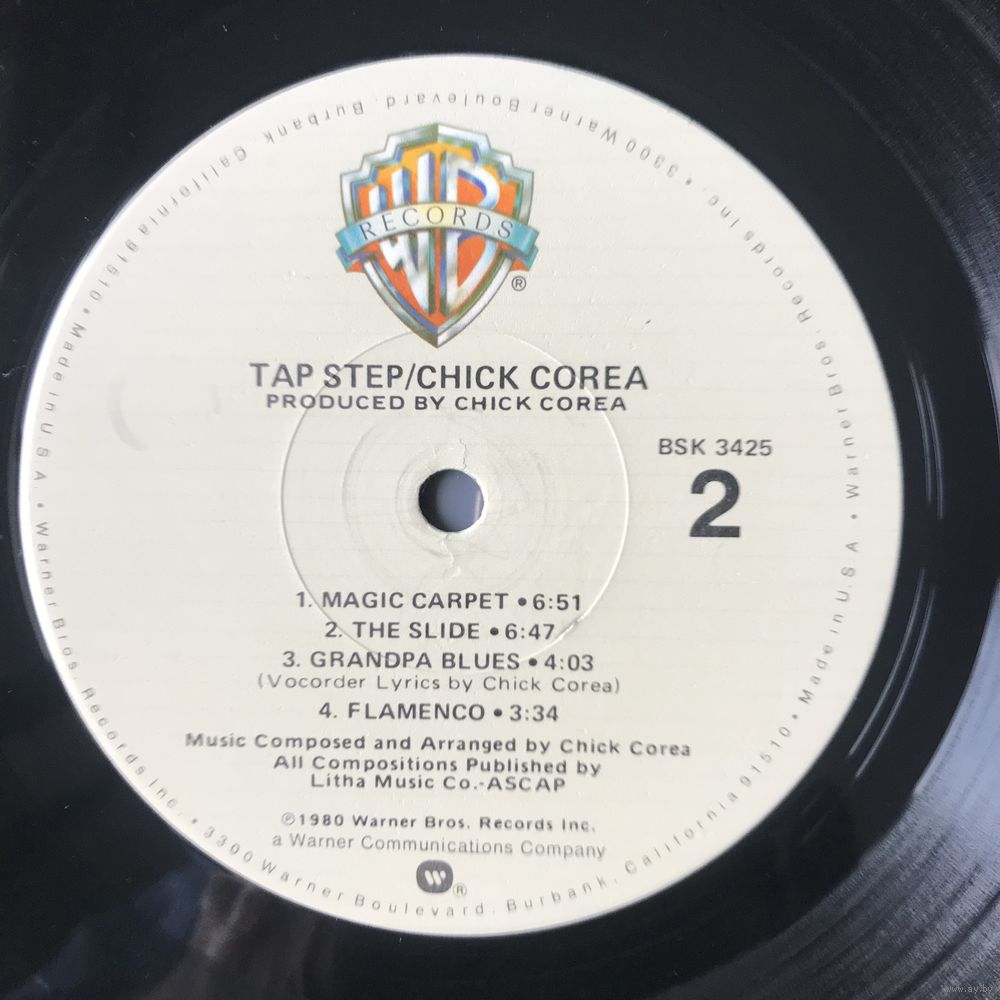 WB
RECORDS
®
TAP STEP/CHICK COREA
PRODUCED BY CHICK COREA
BSK 3425
2
1. MAGIC CARPET • 6:51
2. THE SLIDE • 6:47
3. GRANDPA BLUES • 4:03
(Vocorder Lyrics by Chick Corea)
4. FLAMENCO • 3:34
Music Composed and Arranged by Chick Corea
All Compositions Published by
Litha Music Co.-ASCAP
℗1980 Warner Bros. Records Inc.
a Warner Communications Company
W ®
Warner Bros. Records Inc. • 3300 Warner Boulevard, Burbank, California 91510 • Made in U.S.A. • Warner Bros. Records Inc. • 3300 Warner Boulevard, Burbank, California 91510 • Made in U.S.A. •
www.ay.by